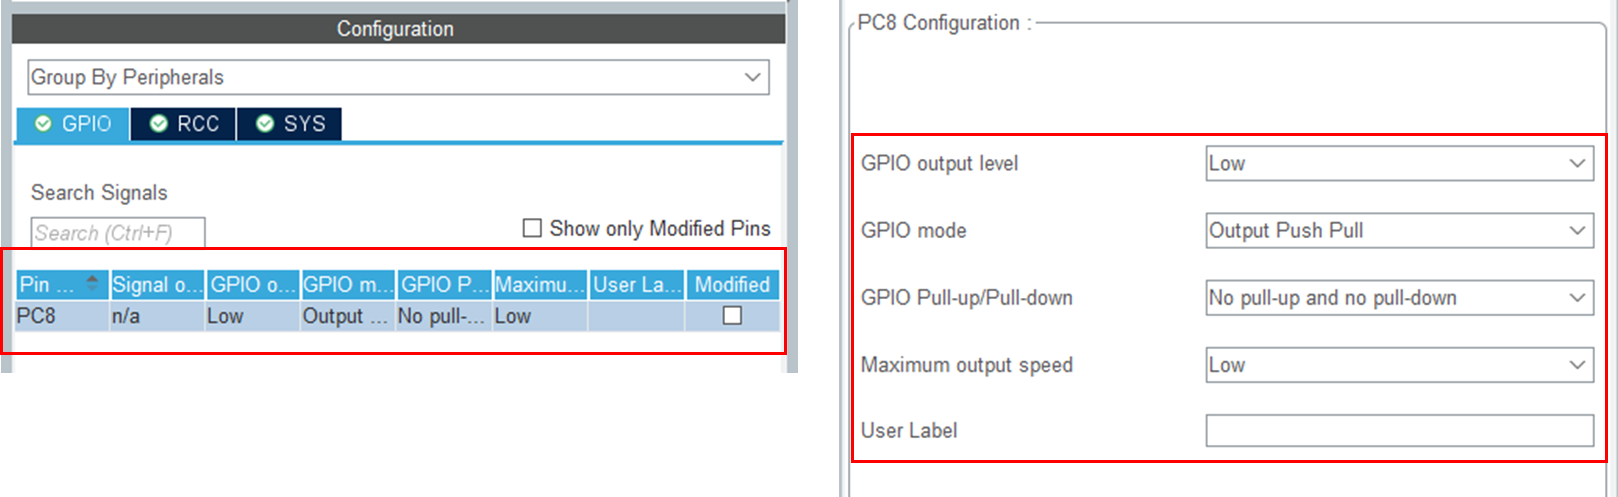 Configuration
Group By Peripherals
GPIO RCC SYS
Search Signals
Search (Ctrl+F)
Show only Modified Pins
Pin ... Signal o... GPIO o... GPIO m... GPIO P... Maximu... User La... Modified
PC8 n/a Low Output ... No pull-... Low
PC8 Configuration :
GPIO output level Low
GPIO mode Output Push Pull
GPIO Pull-up/Pull-down No pull-up and no pull-down
Maximum output speed Low
User Label